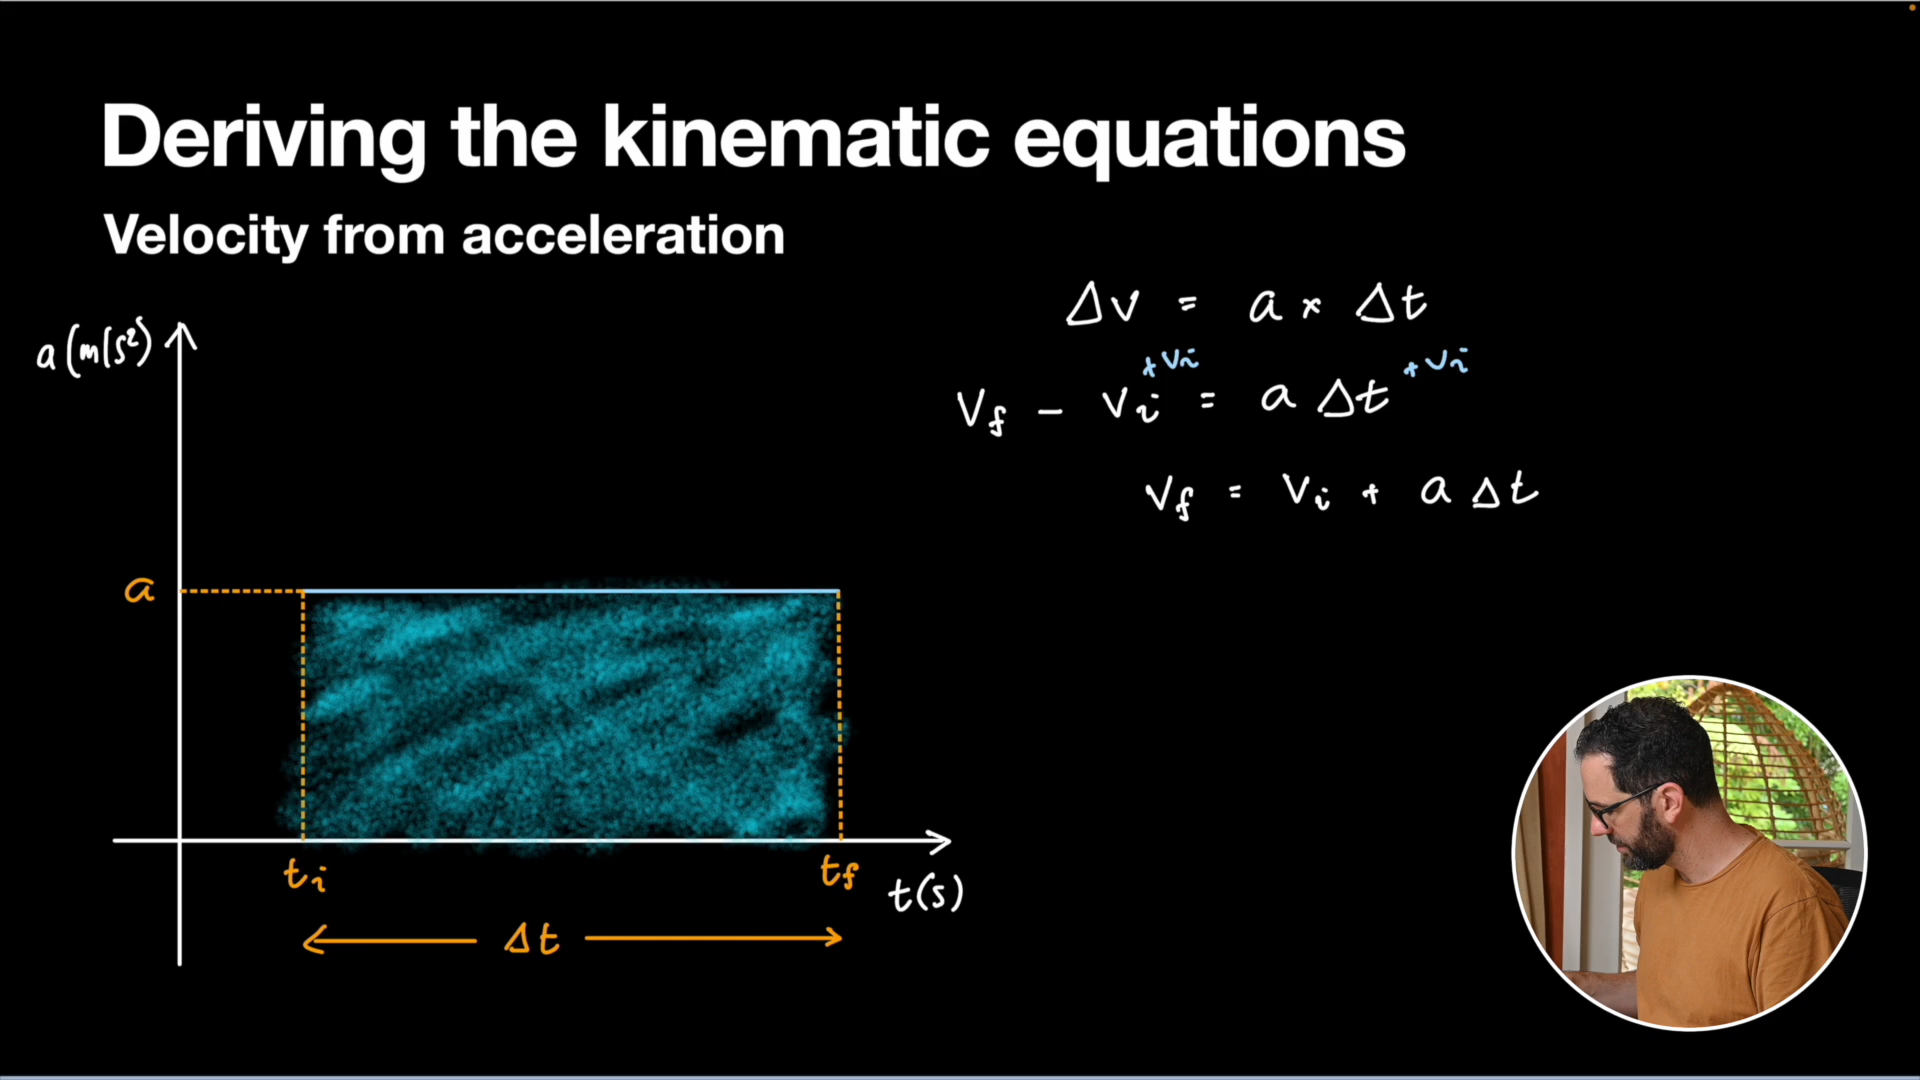 Deriving the kinematic equations
Velocity from acceleration
Δv = a × Δt
+vi +vi
vf - vi = a Δt
vf = vi + a Δt
a (m/s²)
a
ti
tf
t(s)
Δt